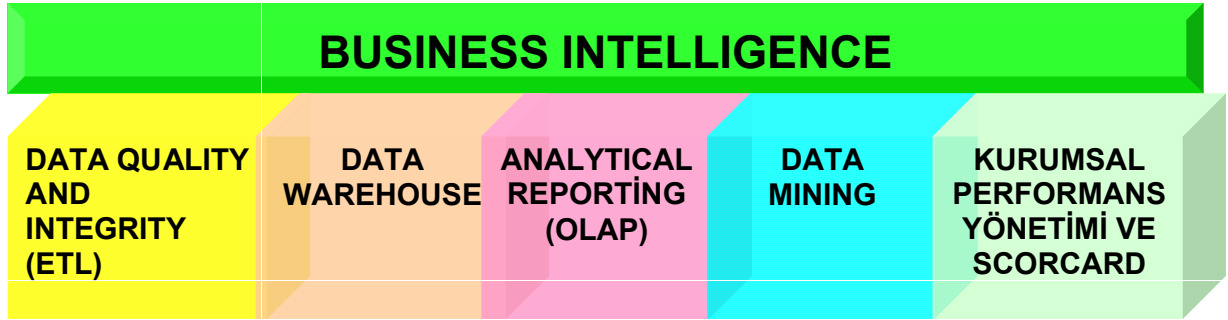 BUSINESS INTELLIGENCE
DATA QUALITY
AND
INTEGRITY
(ETL)
DATA
WAREHOUSE
ANALYTICAL
REPORTİNG
(OLAP)
DATA
MINING
KURUMSAL
PERFORMANS
YÖNETİMİ VE
SCORCARD